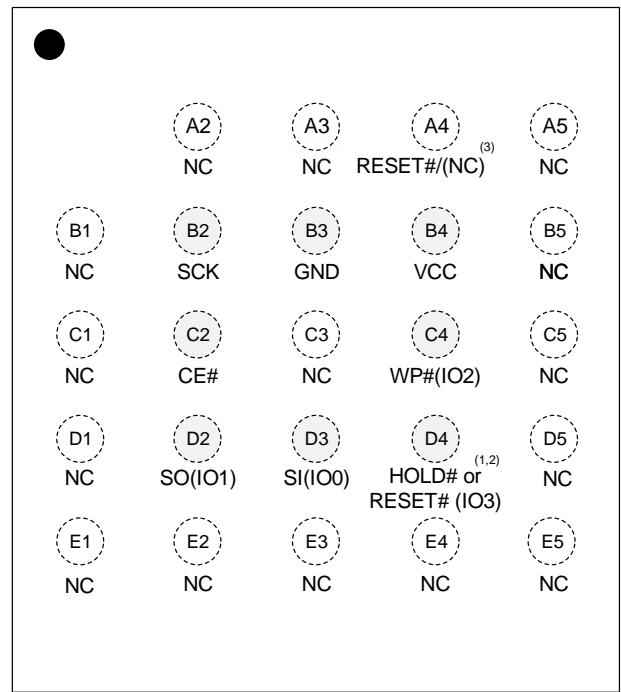 A2 A3 A4 A5
(3)
NC NC RESET#/(NC) NC
B1 B2 B3 B4 B5
NC SCK GND VCC NC
C1 C2 C3 C4 C5
NC CE# NC WP#(IO2) NC
D1 D2 D3 D4 D5
(1,2)
NC SO(IO1) SI(IO0) HOLD# or NC
RESET# (IO3)
E1 E2 E3 E4 E5
NC NC NC NC NC